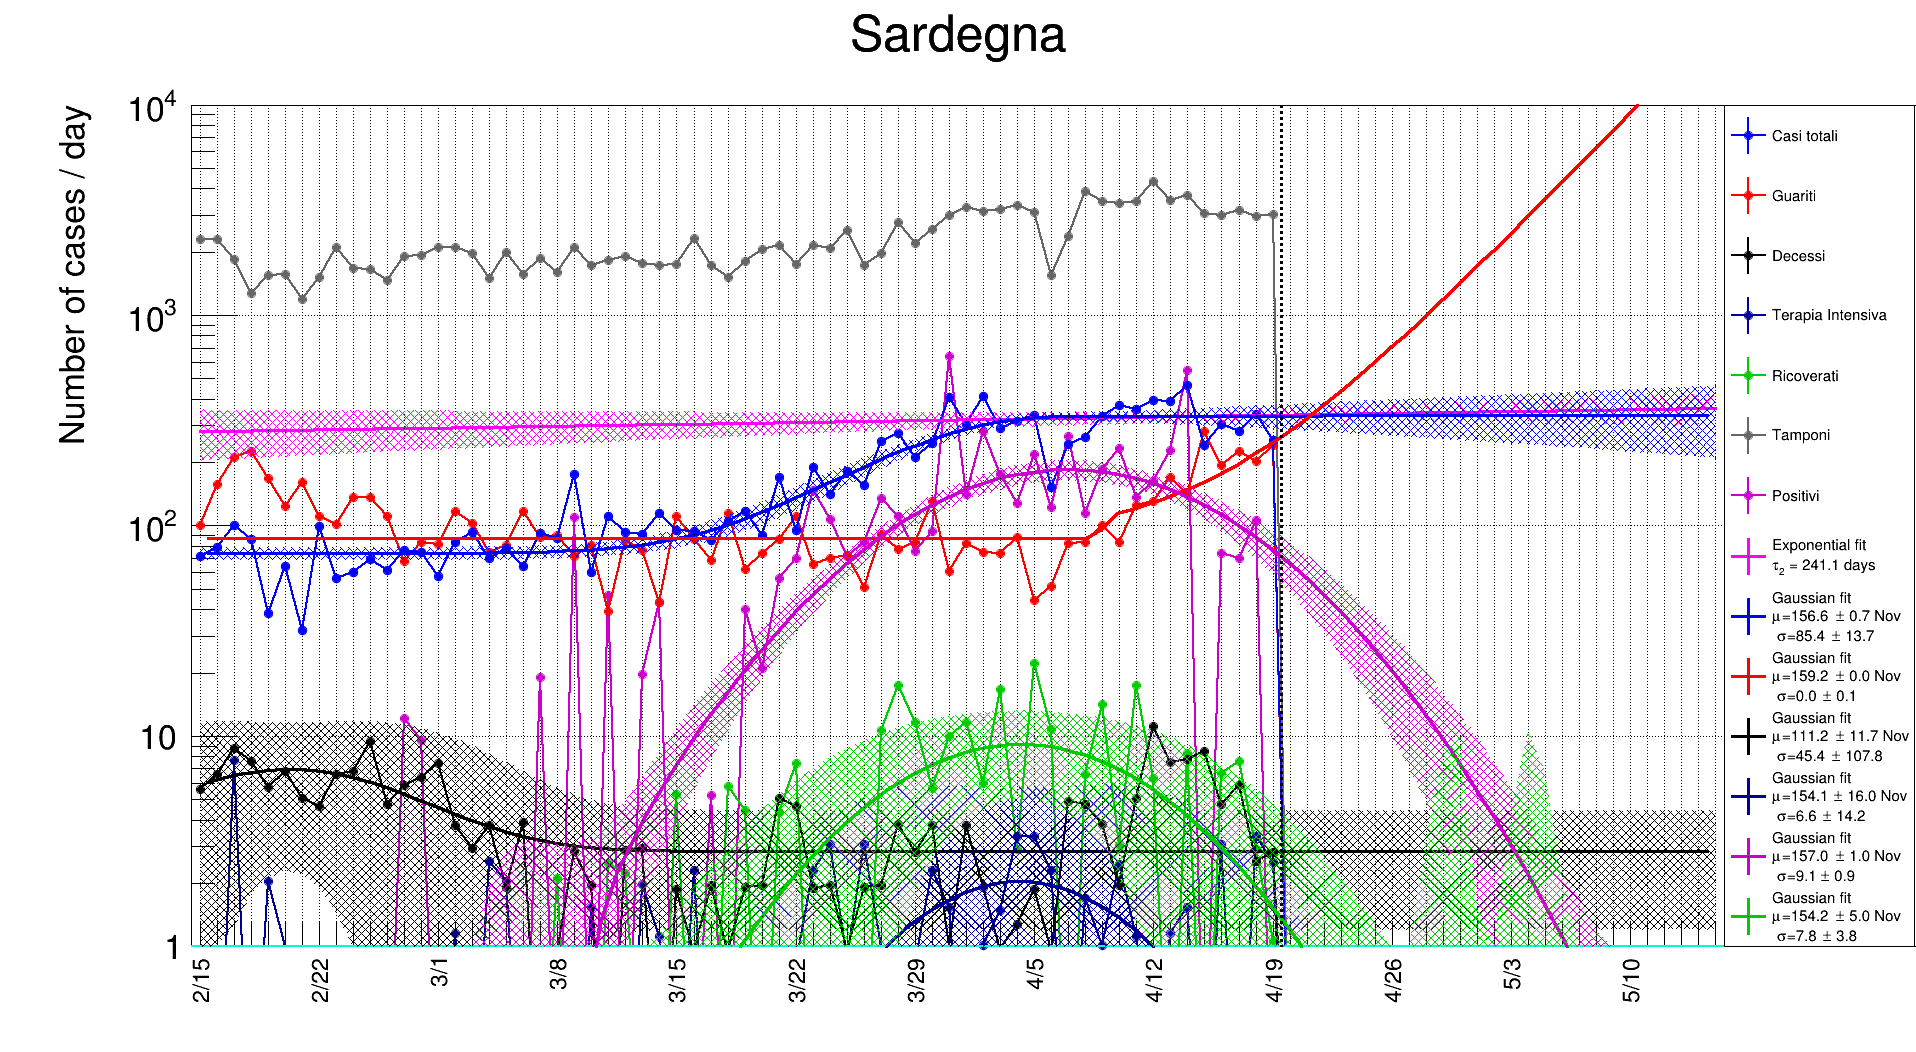 Sardegna
Number of cases / day
10⁴
10³
10²
10
1
2/15
2/22
3/1
3/8
3/15
3/22
3/29
4/5
4/12
4/19
4/26
5/3
5/10
Casi totali
Guariti
Decessi
Terapia Intensiva
Ricoverati
Tamponi
Positivi
Exponential fit
τ₂ = 241.1 days
Gaussian fit
μ=156.6 ± 0.7 Nov
σ=85.4 ± 13.7
Gaussian fit
μ=159.2 ± 0.0 Nov
σ=0.0 ± 0.1
Gaussian fit
μ=111.2 ± 11.7 Nov
σ=45.4 ± 107.8
Gaussian fit
μ=154.1 ± 16.0 Nov
σ=6.6 ± 14.2
Gaussian fit
μ=157.0 ± 1.0 Nov
σ=9.1 ± 0.9
Gaussian fit
μ=154.2 ± 5.0 Nov
σ=7.8 ± 3.8